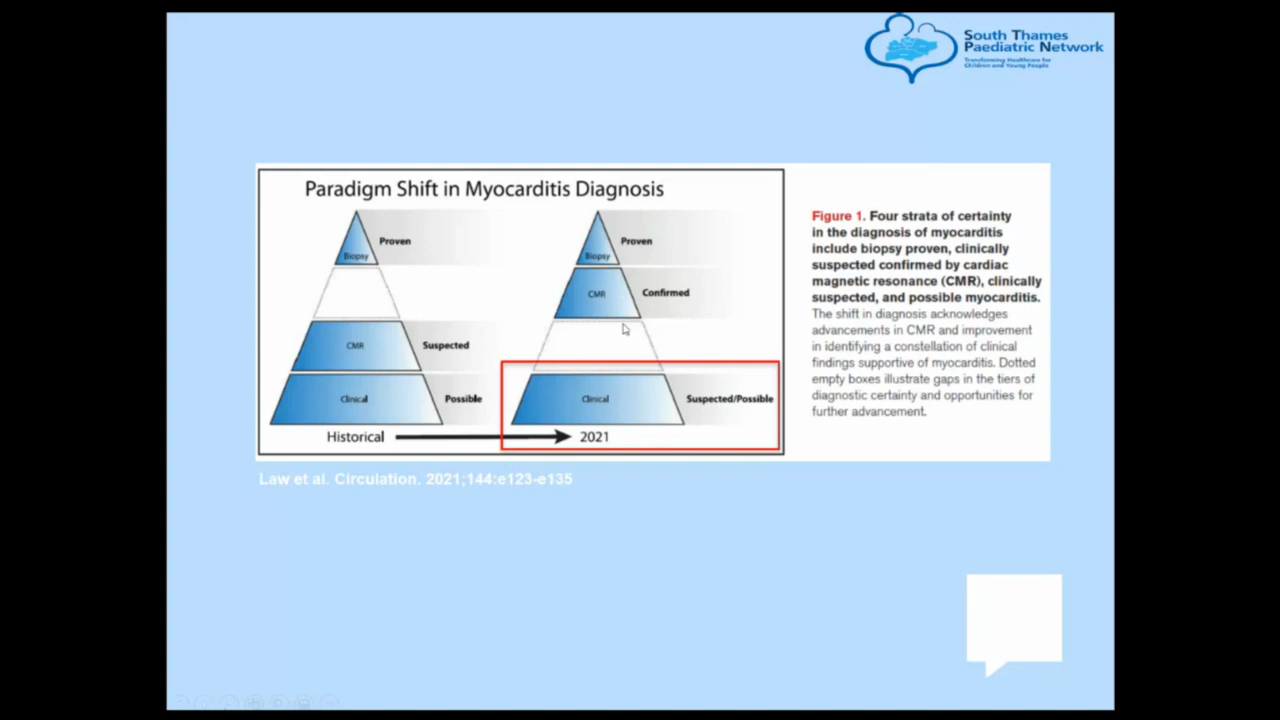 South Thames
Paediatric Network
Transforming Healthcare for
Children and Young People
Paradigm Shift in Myocarditis Diagnosis
Biopsy
Proven
CMR
Suspected
Clinical
Possible
Historical
Biopsy
Proven
CMR
Confirmed
Clinical
Suspected/Possible
2021
Figure 1. Four strata of certainty
in the diagnosis of myocarditis
include biopsy proven, clinically
suspected confirmed by cardiac
magnetic resonance (CMR), clinically
suspected, and possible myocarditis.
The shift in diagnosis acknowledges
advancements in CMR and improvement
in identifying a constellation of clinical
findings supportive of myocarditis. Dotted
empty boxes illustrate gaps in the tiers of
diagnostic certainty and opportunities for
further advancement.
Law et al. Circulation. 2021;144:e123-e135